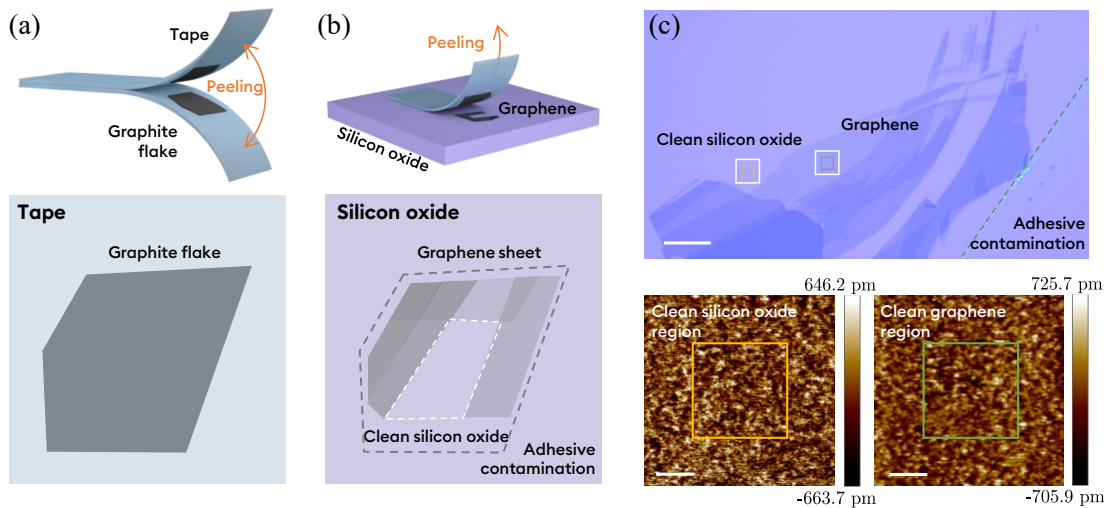 (a)
Tape
Peeling
Graphite
flake
Tape
Graphite flake
(b)
Peeling
Graphene
Silicon oxide
Silicon oxide
Graphene sheet
Clean silicon oxide
Adhesive
contamination
(c)
Clean silicon oxide
Graphene
Adhesive
contamination
646.2 pm
Clean silicon oxide
region
-663.7 pm
725.7 pm
Clean graphene
region
-705.9 pm